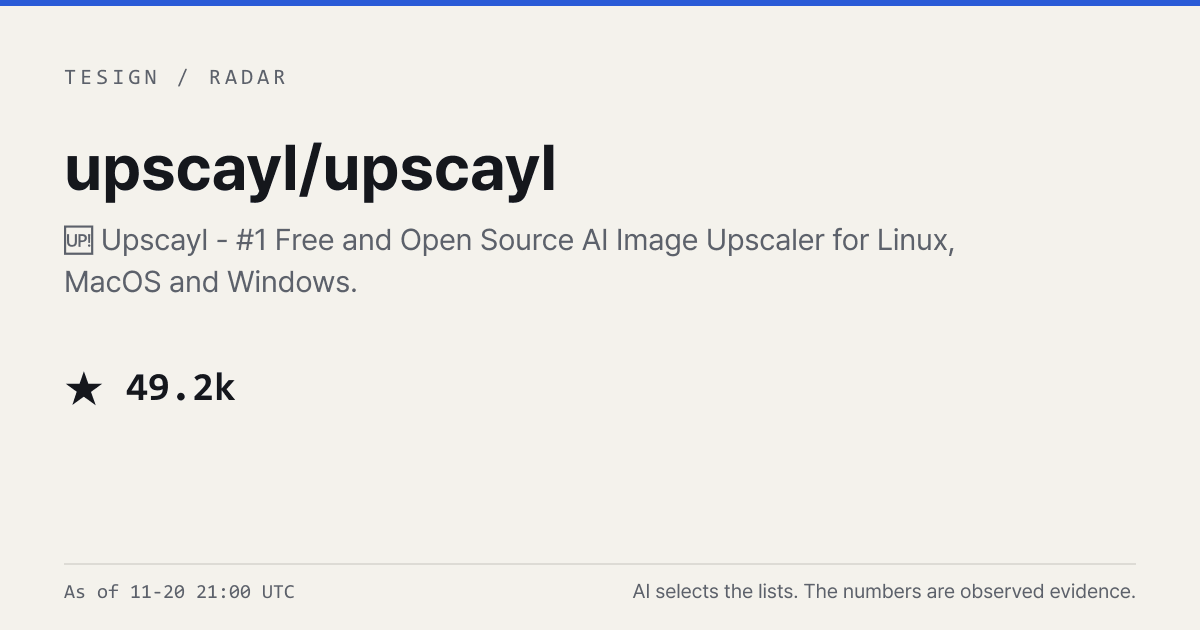 TESIGN / RADAR
upscayl/upscayl
🆙 Upscayl - #1 Free and Open Source AI Image Upscaler for Linux,
MacOS and Windows.
★ 49.2k
As of 11-20 21:00 UTC
AI selects the lists. The numbers are observed evidence.